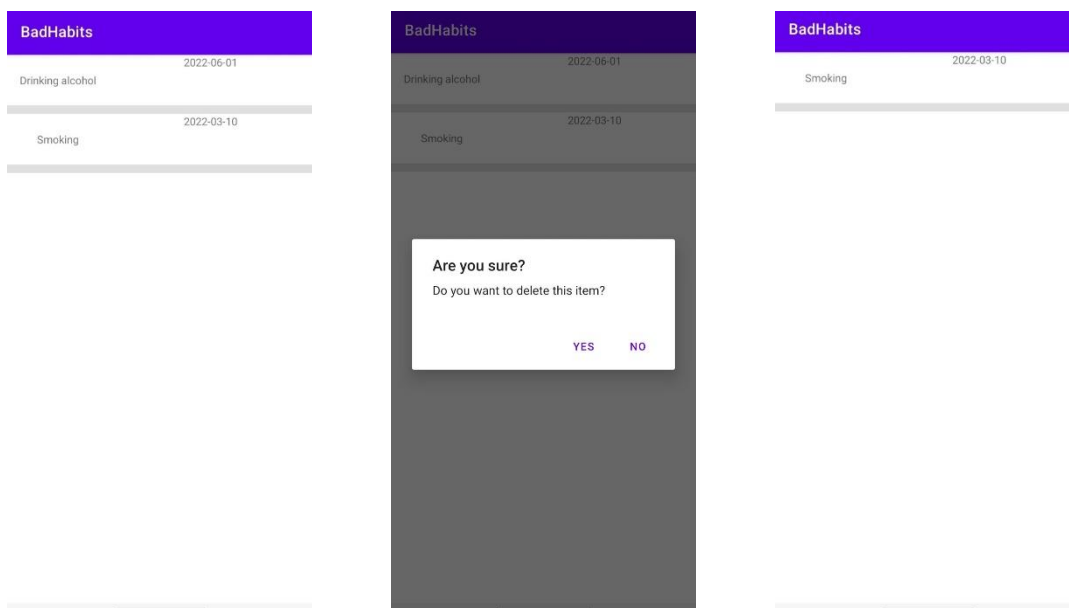 BadHabits
2022-06-01
Drinking alcohol
2022-03-10
Smoking
BadHabits
2022-06-01
Drinking alcohol
2022-03-10
Smoking
Are you sure?
Do you want to delete this item?
YES NO
BadHabits
2022-03-10
Smoking